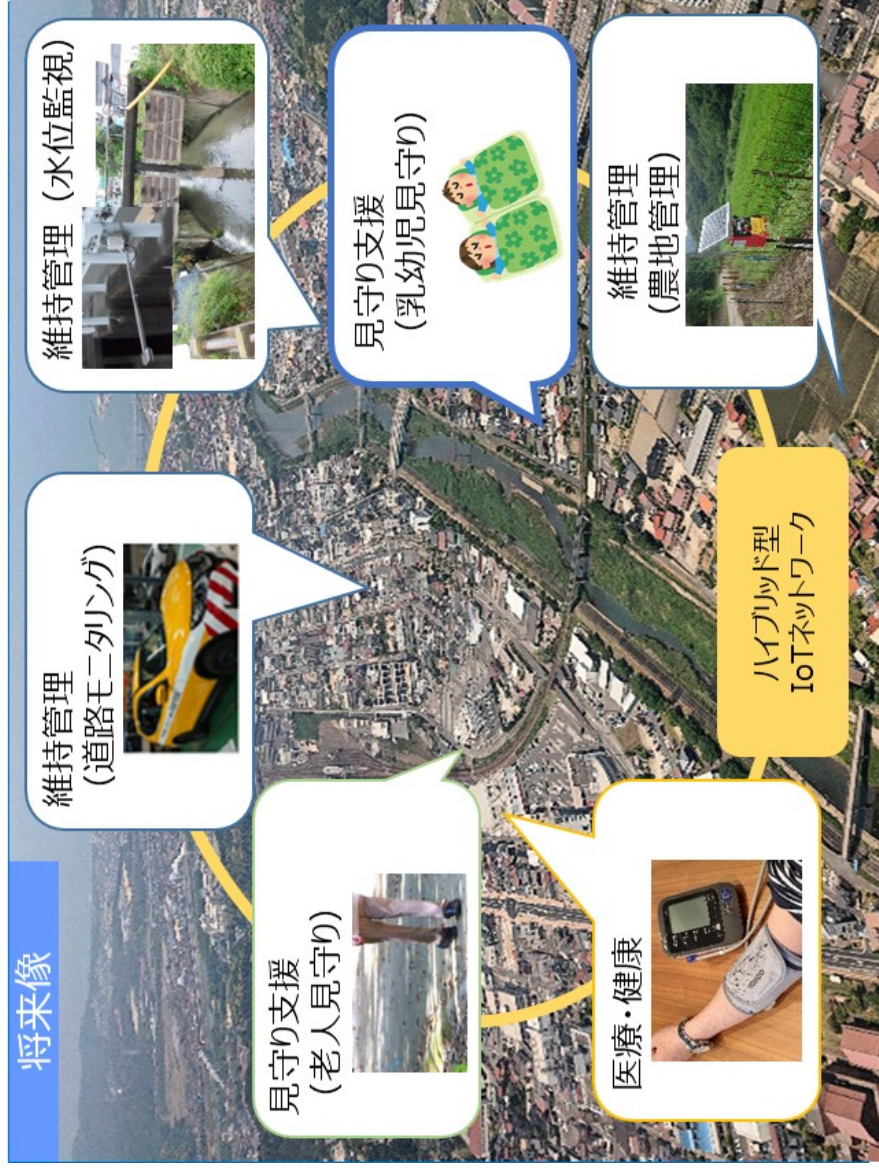 将来像
維持管理
(道路モニタリング)
維持管理（水位監視）
見守り支援
(老人見守り)
見守り支援
(乳幼児見守り)
医療・健康
ハイブリッド型
IoTネットワーク
維持管理
(農地管理)